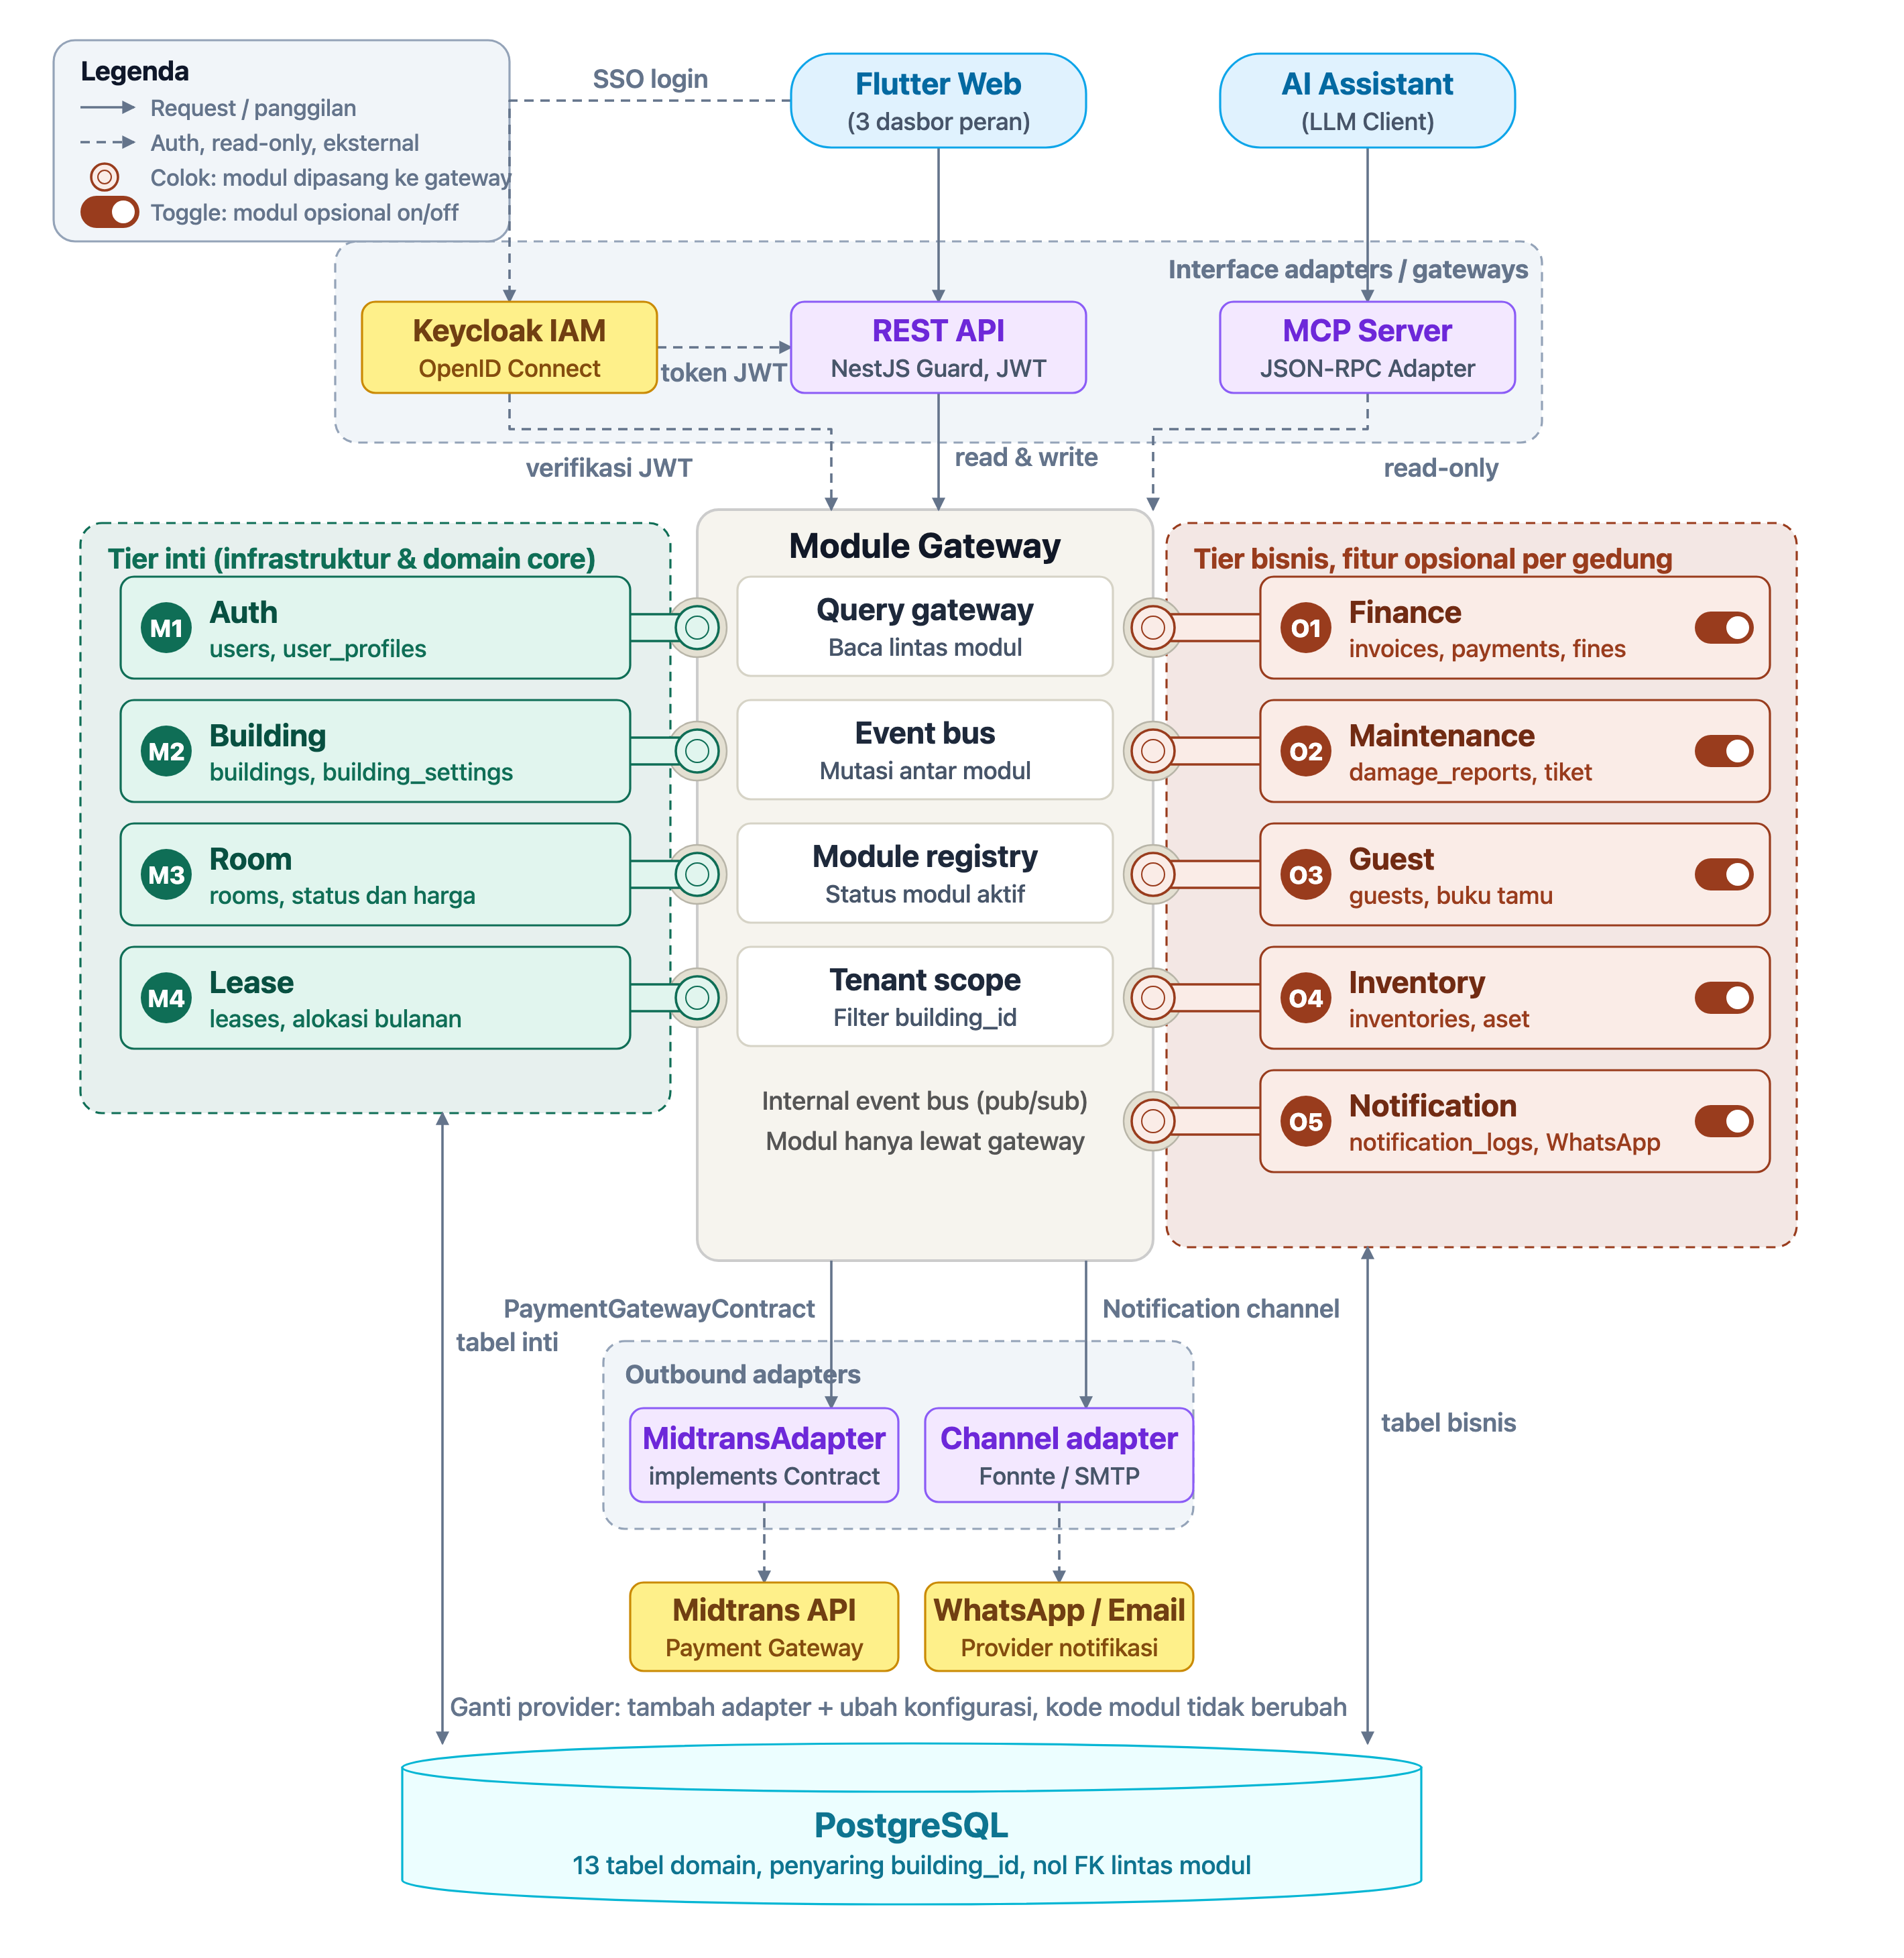 Legenda
Request / panggilan
Auth, read-only, eksternal
Colok: modul dipasang ke gateway
Toggle: modul opsional on/off
SSO login
Flutter Web
(3 dasbor peran)
AI Assistant
(LLM Client)
Interface adapters / gateways
Keycloak IAM
OpenID Connect
token JWT
REST API
NestJS Guard, JWT
MCP Server
JSON-RPC Adapter
verifikasi JWT
read & write
read-only
Tier inti (infrastruktur & domain core)
M1
Auth
users, user_profiles
M2
Building
buildings, building_settings
M3
Room
rooms, status dan harga
M4
Lease
leases, alokasi bulanan
Module Gateway
Query gateway
Baca lintas modul
Event bus
Mutasi antar modul
Module registry
Status modul aktif
Tenant scope
Filter building_id
Internal event bus (pub/sub)
Modul hanya lewat gateway
Tier bisnis, fitur opsional per gedung
O1
Finance
invoices, payments, fines
O2
Maintenance
damage_reports, tiket
O3
Guest
guests, buku tamu
O4
Inventory
inventories, aset
O5
Notification
notification_logs, WhatsApp
PaymentGatewayContract
Notification channel
tabel inti
tabel bisnis
Outbound adapters
MidtransAdapter
implements Contract
Channel adapter
Fonnte / SMTP
Midtrans API
Payment Gateway
WhatsApp / Email
Provider notifikasi
Ganti provider: tambah adapter + ubah konfigurasi, kode modul tidak berubah
PostgreSQL
13 tabel domain, penyaring building_id, nol FK lintas modul